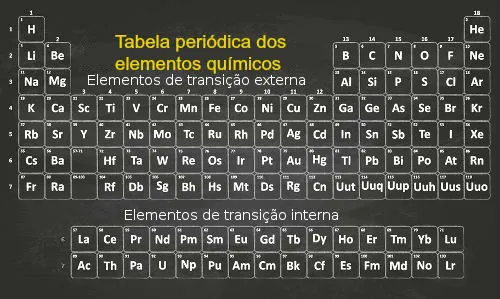 1 18
1 H 2 He
2 13 14 15 16 17
2 Li Be B C N O F Ne
Tabela periódica dos
elementos químicos
3 Na Mg Al Si P S Cl Ar
Elementos de transição externa
3 4 5 6 7 8 9 10 11 12
4 K Ca Sc Ti V Cr Mn Fe Co Ni Cu Zn Ga Ge As Se Br Kr
5 Rb Sr Y Zr Nb Mo Tc Ru Rh Pd Ag Cd In Sn Sb Te I Xe
6 Cs Ba 57-71 Hf Ta W Re Os Ir Pt Au Hg Tl Pb Bi Po At Rn
7 Fr Ra 89-103 Rf Db Sg Bh Hs Mt Ds Rg Cn Uut Uuq Uup Uuh Uus Uuo
Elementos de transição interna
6 La Ce Pr Nd Pm Sm Eu Gd Tb Dy Ho Er Tm Yb Lu
7 Ac Th Pa U Np Pu Am Cm Bk Cf Es Fm Md No Lr